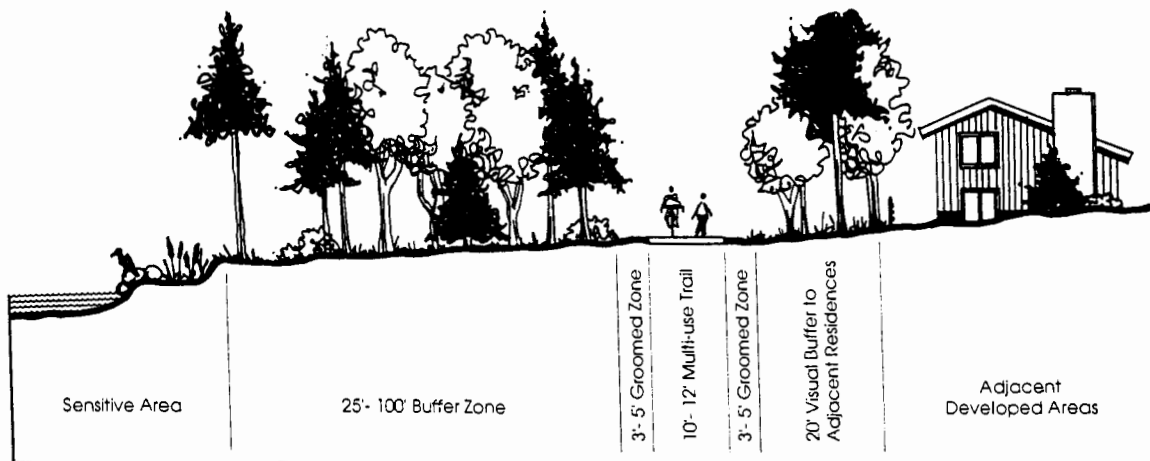 Sensitive Area
25'- 100' Buffer Zone
3'- 5' Groomed Zone
10'- 12' Multi-use Trail
3'- 5' Groomed Zone
20' Visual Buffer to
Adjacent Residences
Adjacent
Developed Areas